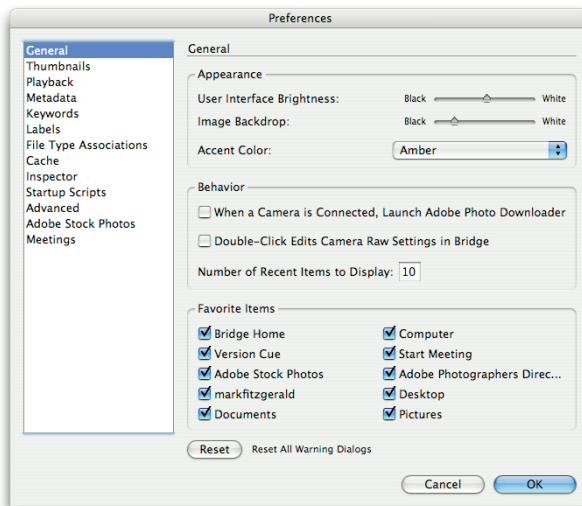 Preferences
General
Thumbnails
Playback
Metadata
Keywords
Labels
File Type Associations
Cache
Inspector
Startup Scripts
Advanced
Adobe Stock Photos
Meetings
General
Appearance
User Interface Brightness: Black White
Image Backdrop: Black White
Accent Color: Amber
Behavior
When a Camera is Connected, Launch Adobe Photo Downloader
Double-Click Edits Camera Raw Settings in Bridge
Number of Recent Items to Display: 10
Favorite Items
Bridge Home Computer
Version Cue Start Meeting
Adobe Stock Photos Adobe Photographers Direc...
markfitzgerald Desktop
Documents Pictures
Reset Reset All Warning Dialogs
Cancel OK